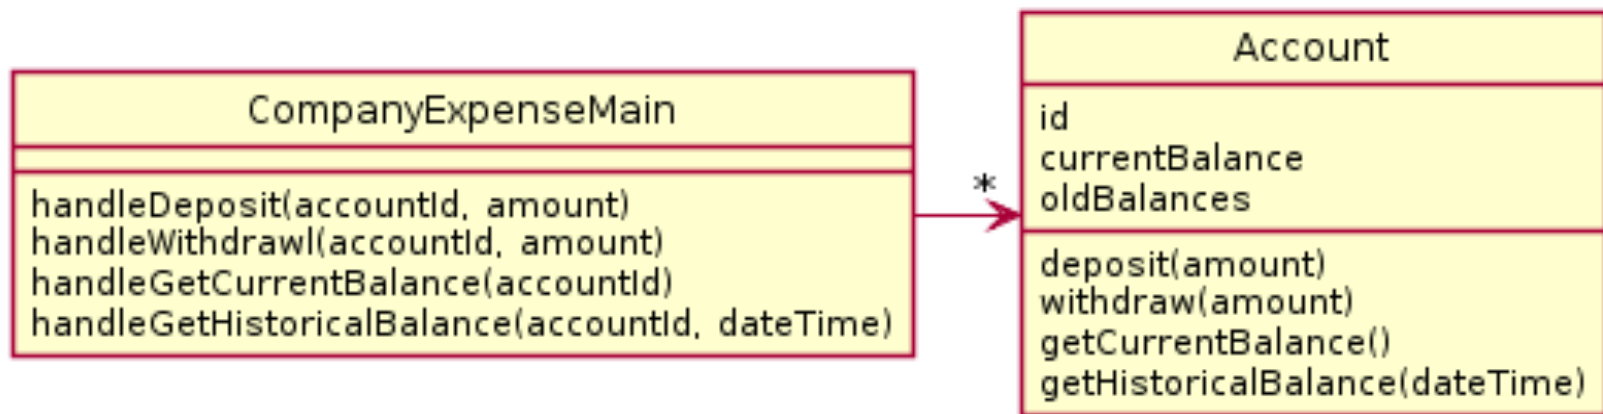 CompanyExpenseMain
handleDeposit(accountId, amount)
handleWithdrawl(accountId, amount)
handleGetCurrentBalance(accountId)
handleGetHistoricalBalance(accountId, dateTime)
*
Account
id
currentBalance
oldBalances
deposit(amount)
withdraw(amount)
getCurrentBalance()
getHistoricalBalance(dateTime)